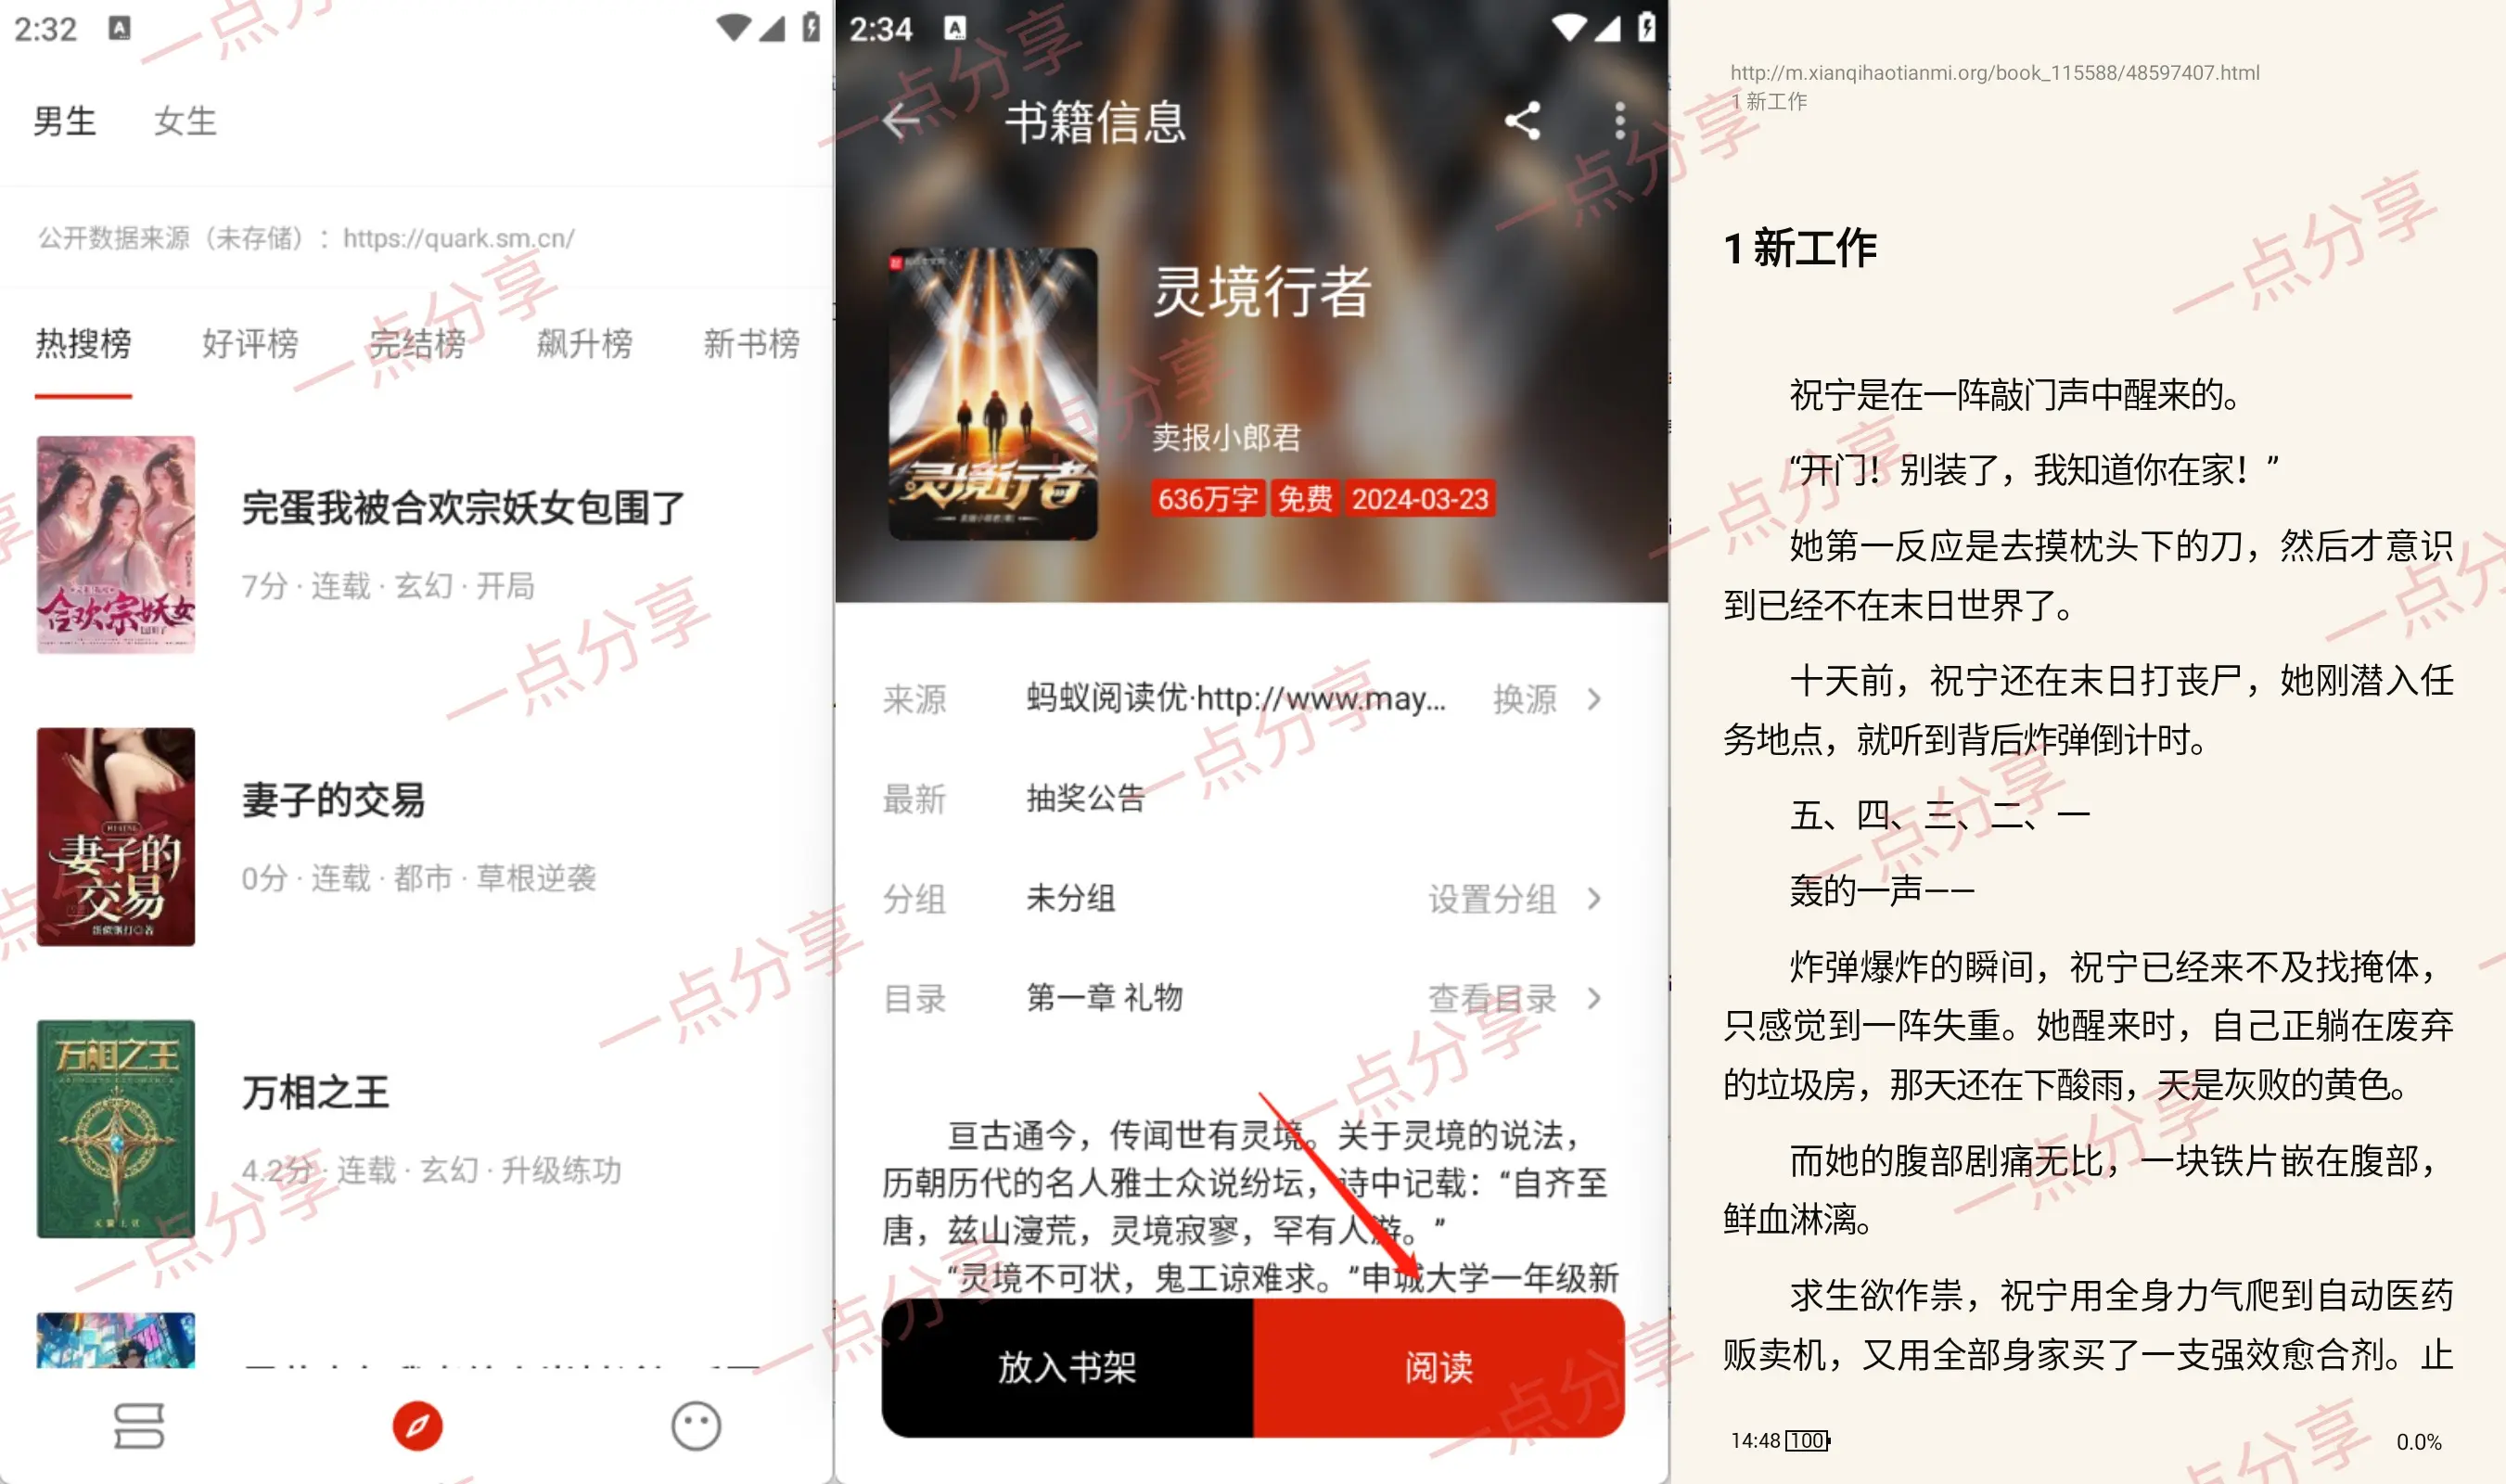 2:32
A
男生 女生
公开数据来源（未存储）：https://quark.sm.cn/
热搜榜 好评榜 完结榜 飙升榜 新书榜
合欢宗妖女
完蛋我被合欢宗妖女包围了
7分·连载·玄幻·开局
妻子的
交易
妻子的交易
0分·连载·都市·草根逆袭
万相之王
万相之王
4.2分·连载·玄幻·升级练功
2:34
A
书籍信息
灵境行者
灵境行者
卖报小郎君
636万字 免费 2024-03-23
来源 蚂蚁阅读优·http://www.may... 换源
最新 抽奖公告
分组 未分组 设置分组
目录 第一章 礼物 查看目录
亘古通今，传闻世有灵境。关于灵境的说法，
历朝历代的名人雅士众说纷坛，诗中记载：“自齐至
唐，兹山濅荒，灵境寂寥，罕有人游。”
“灵境不可状，鬼工谅难求。”申城大学一年级新
放入书架 阅读
http://m.xianqihaotianmi.org/book_115588/48597407.html
1 新工作
1 新工作
祝宁是在一阵敲门声中醒来的。
“开门！别装了，我知道你在家！”
她第一反应是去摸枕头下的刀，然后才意识
到已经不在末日世界了。
十天前，祝宁还在末日打丧尸，她刚潜入任
务地点，就听到背后炸弹倒计时。
五、四、三、二、一
轰的一声——
炸弹爆炸的瞬间，祝宁已经来不及找掩体，
只感觉到一阵失重。她醒来时，自己正躺在废弃
的垃圾房，那天还在下酸雨，天是灰败的黄色。
而她的腹部剧痛无比，一块铁片嵌在腹部，
鲜血淋漓。
求生欲作祟，祝宁用全身力气爬到自动医药
贩卖机，又用全部身家买了一支强效愈合剂。止
14:48 100 0.0%
一点分享